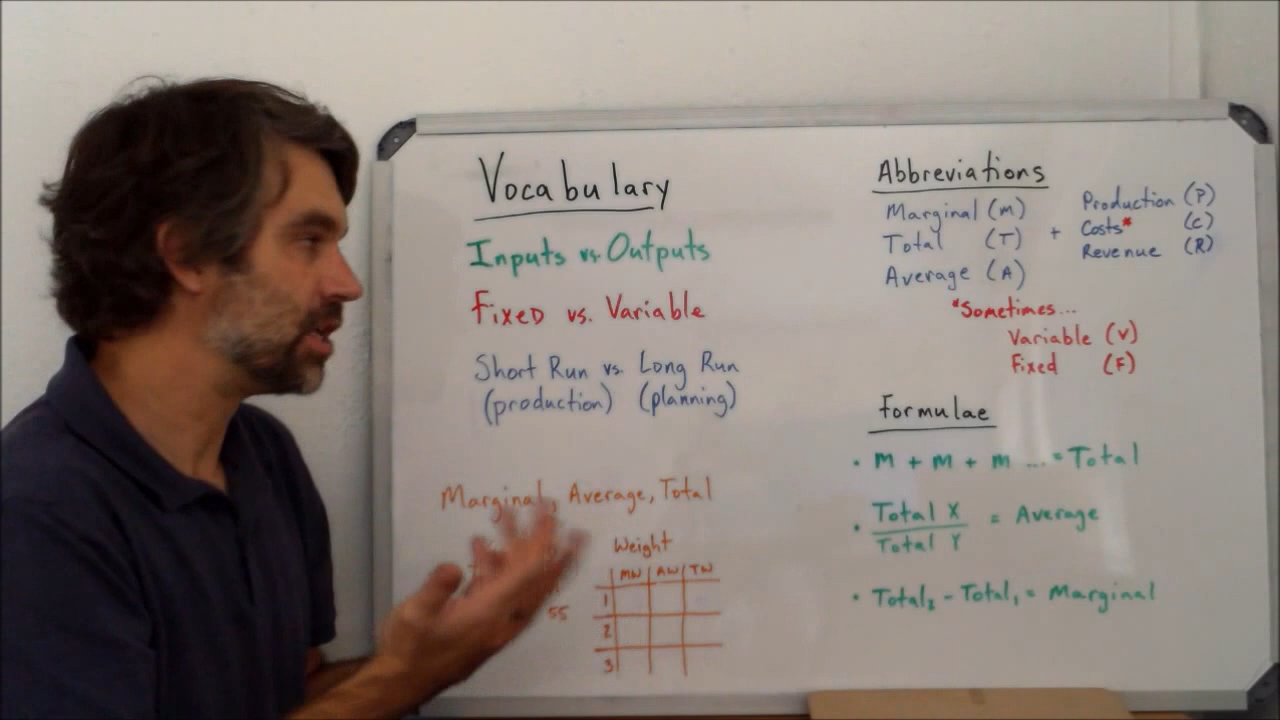 Vocabulary
Inputs vs. Outputs
Fixed vs. Variable
Short Run vs. Long Run
(production) (planning)
Marginal, Average, Total
Weight
MW AW TW
1
55
2
3
Abbreviations
Marginal (M)
Total (T)
Average (A)
+
Production (P)
Costs* (C)
Revenue (R)
*Sometimes...
Variable (V)
Fixed (F)
Formulae
• M + M + M ... = Total
• Total X / Total Y = Average
• Total₂ - Total₁ = Marginal